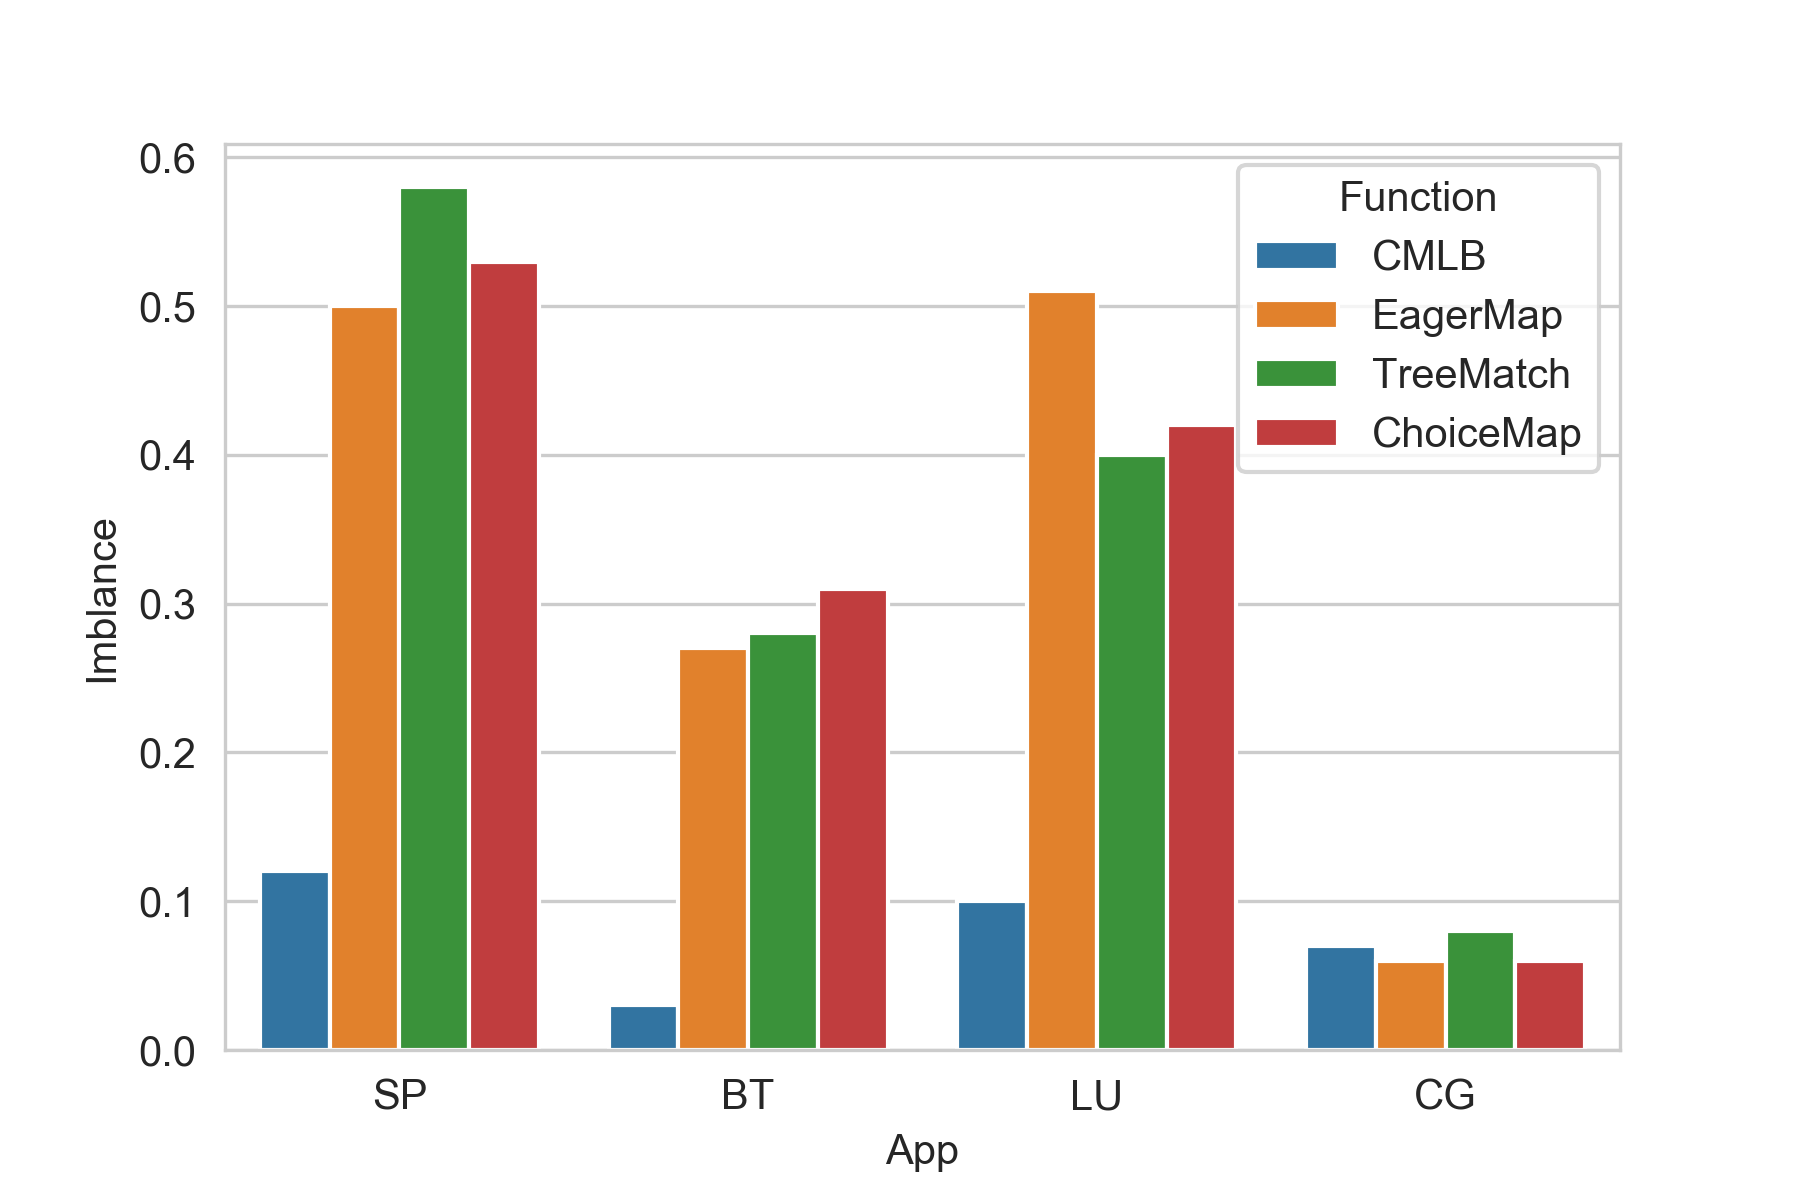 0.6
0.5
0.4
0.3
0.2
0.1
0.0
Imblance
SP
BT
LU
CG
App
Function
CMLB
EagerMap
TreeMatch
ChoiceMap